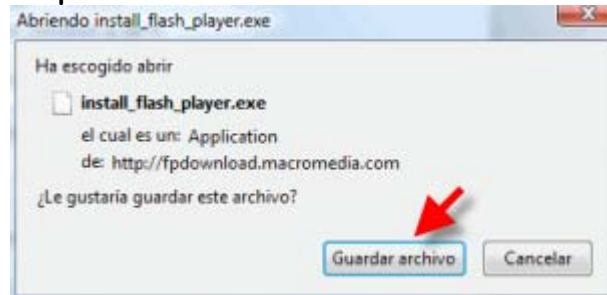 Abriendo install_flash_player.exe
Ha escogido abrir
install_flash_player.exe
el cual es un: Application
de: http://fpdownload.macromedia.com
¿Le gustaría guardar este archivo?
Guardar archivo Cancelar